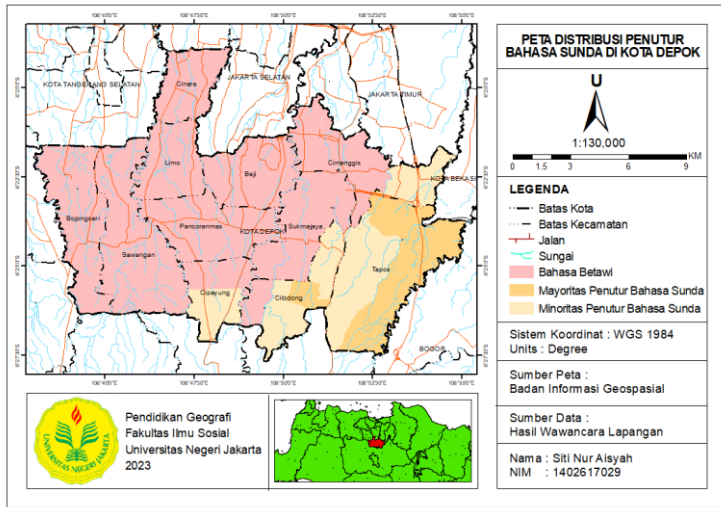 PETA DISTRIBUSI PENUTUR
BAHASA SUNDA DI KOTA DEPOK
U
1:130,000
KM
0 1.5 3 6 9
LEGENDA
Batas Kota
Batas Kecamatan
Jalan
Sungai
Bahasa Betawi
Mayoritas Penutur Bahasa Sunda
Minoritas Penutur Bahasa Sunda
Sistem Koordinat : WGS 1984
Units : Degree
Sumber Peta :
Badan Informasi Geospasial
Sumber Data :
Hasil Wawancara Lapangan
Nama : Siti Nur Aisyah
NIM : 1402617029
KOTA TANGERANG SELATAN
JAKARTA SELATAN
JAKARTA TIMUR
Cinere
Limo
Beji
Cimanggis
KOTA BEKASI
Bojongsari
Pancoranmas
KOTA DEPOK
Sukmajaya
Sawangan
Tapos
Cipayung
Cilodong
BOGOR
UNIVERSITAS NEGERI JAKARTA
Pendidikan Geografi
Fakultas Ilmu Sosial
Universitas Negeri Jakarta
2023